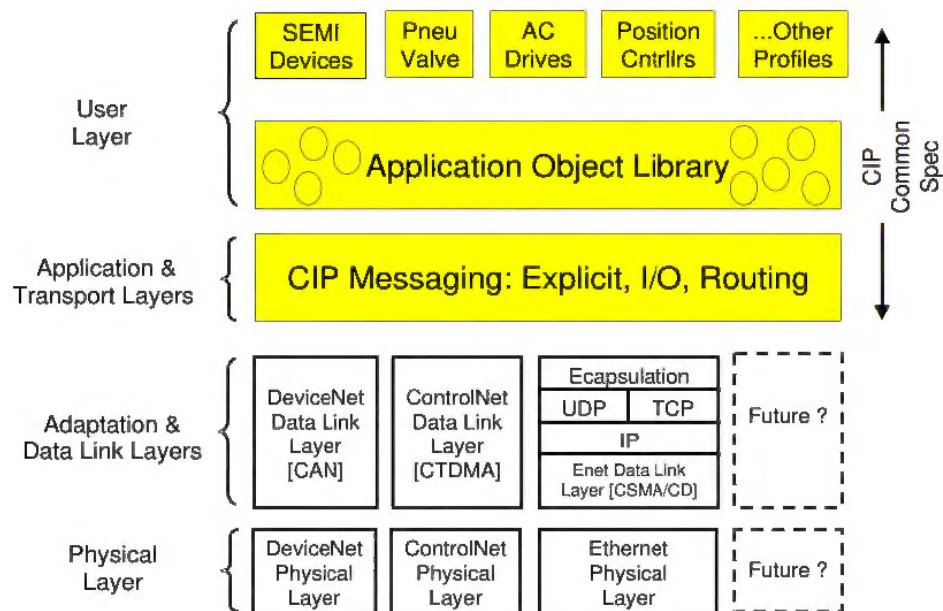 SEMI
Devices
Pneu
Valve
AC
Drives
Position
Cntrllrs
...Other
Profiles
User
Layer
Application Object Library
CIP
Common
Spec
Application &
Transport Layers
CIP Messaging: Explicit, I/O, Routing
Adaptation &
Data Link Layers
DeviceNet
Data Link
Layer
[CAN]
ControlNet
Data Link
Layer
[CTDMA]
Ecapsulation
UDP
TCP
IP
Enet Data Link
Layer [CSMA/CD]
Future ?
Physical
Layer
DeviceNet
Physical
Layer
ControlNet
Physical
Layer
Ethernet
Physical
Layer
Future ?